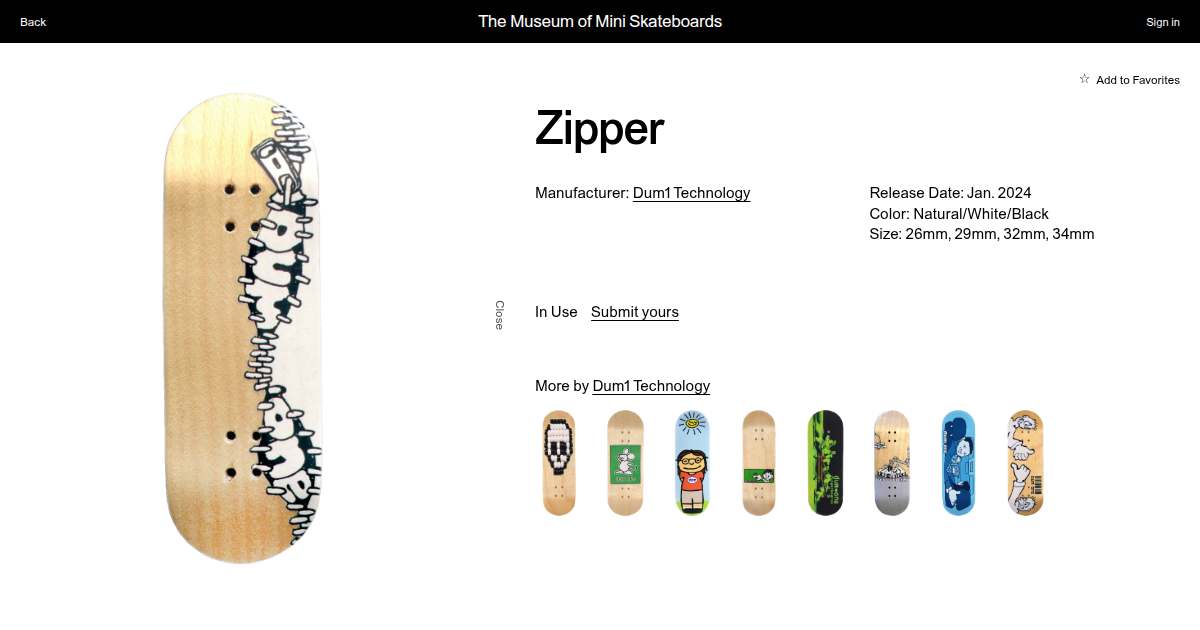 Back
The Museum of Mini Skateboards
Sign in
☆ Add to Favorites
Zipper
Manufacturer: Dum1 Technology
Release Date: Jan. 2024
Color: Natural/White/Black
Size: 26mm, 29mm, 32mm, 34mm
Close
In Use Submit yours
More by Dum1 Technology